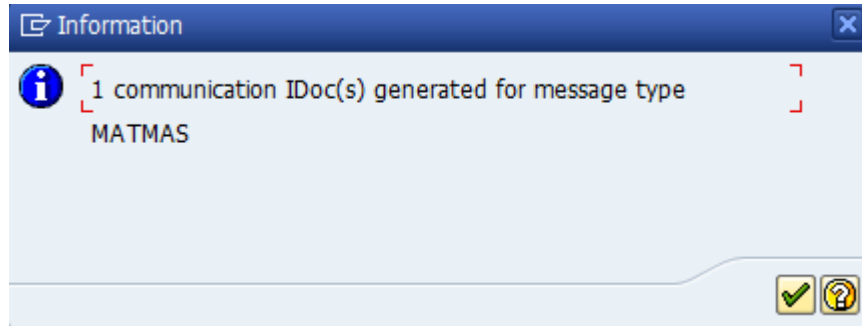 Information
1 communication IDoc(s) generated for message type
MATMAS